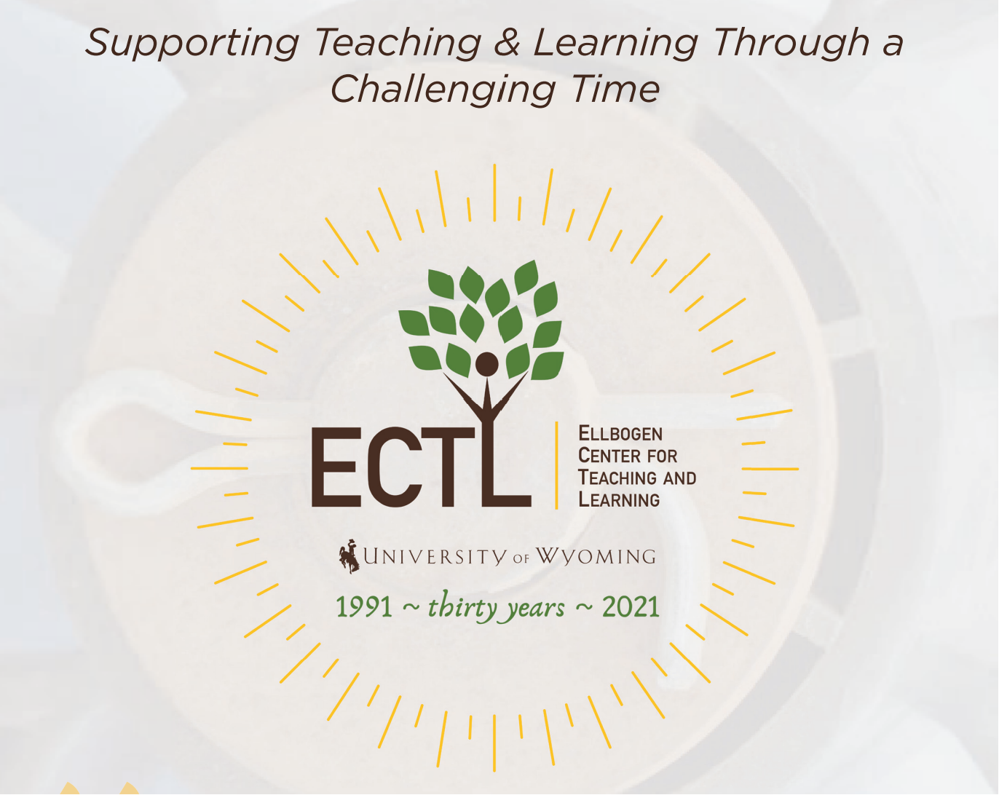 Supporting Teaching & Learning Through a
Challenging Time
ECTL
ELLBOGEN
CENTER FOR
TEACHING AND
LEARNING
UNIVERSITY OF WYOMING
1991 ~ thirty years ~ 2021